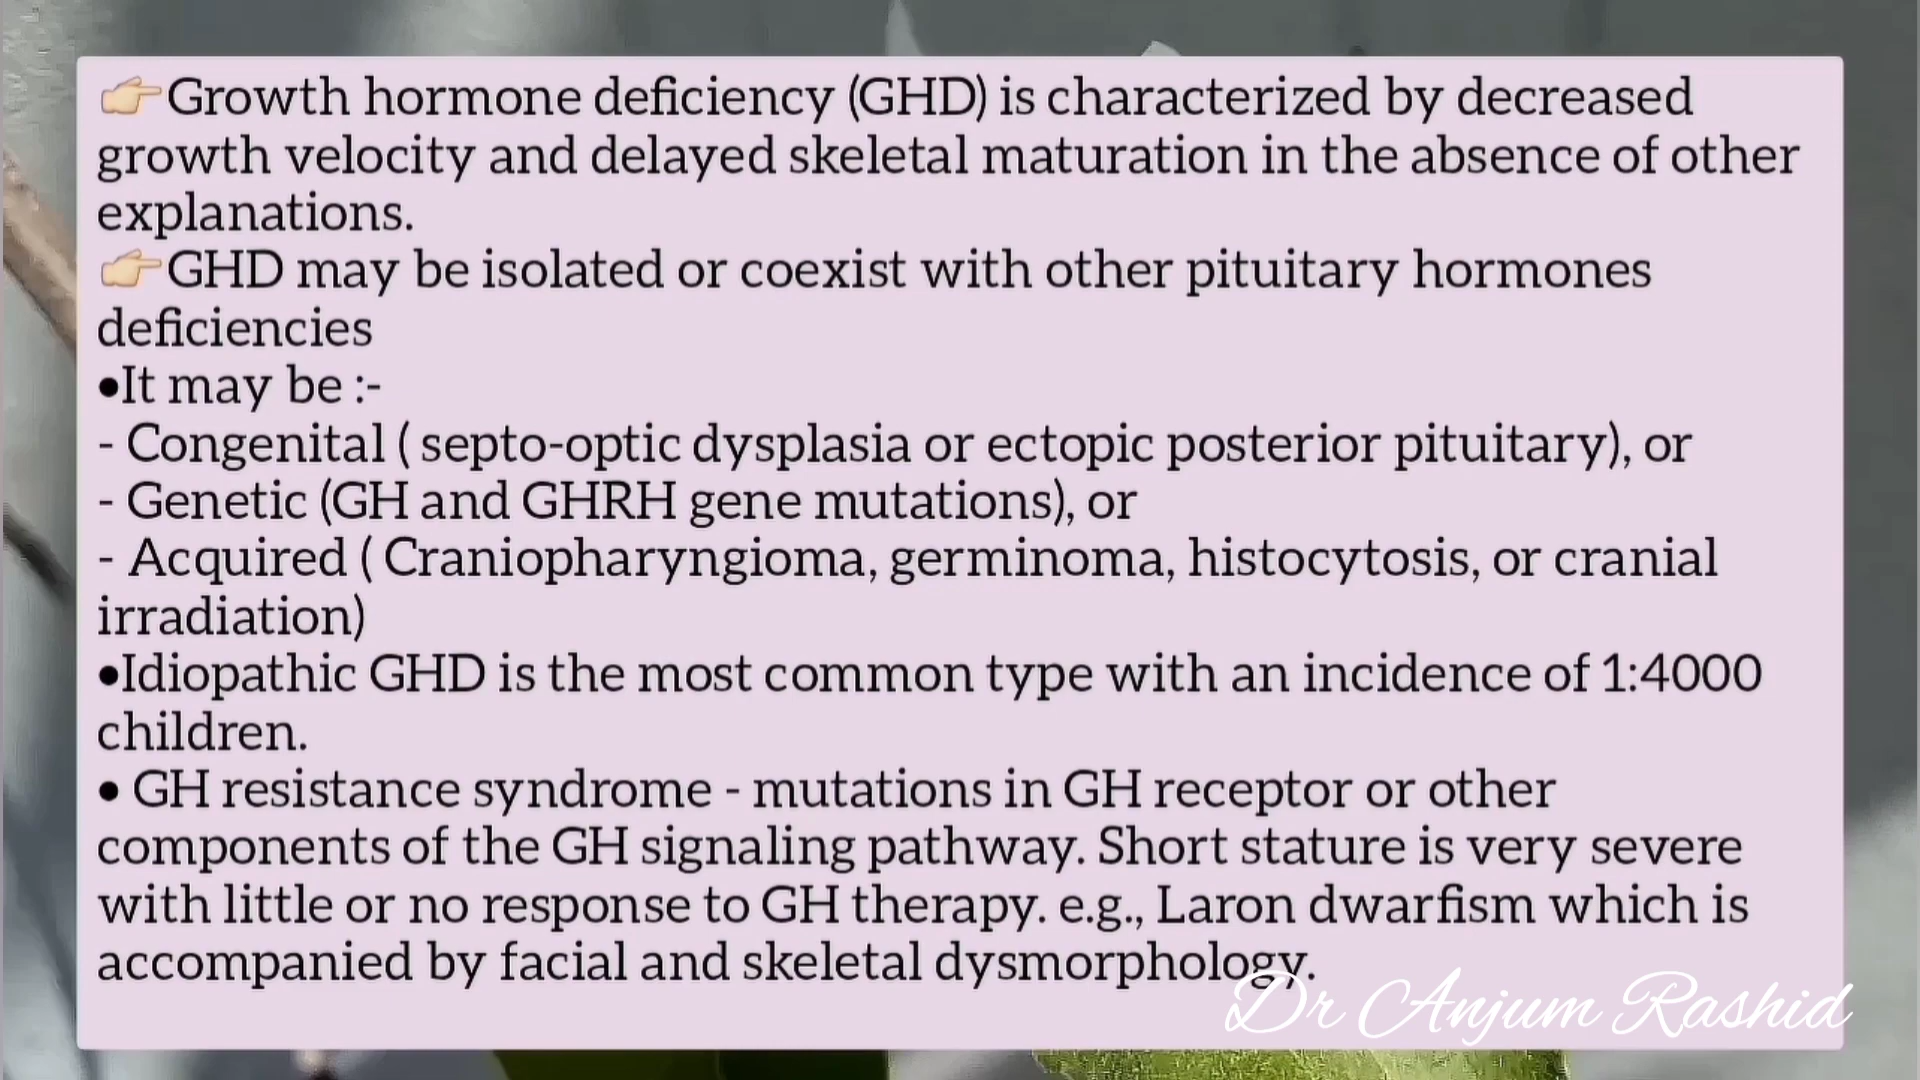 👉🏻Growth hormone deficiency (GHD) is characterized by decreased
growth velocity and delayed skeletal maturation in the absence of other
explanations.
👉🏻GHD may be isolated or coexist with other pituitary hormones
deficiencies
•It may be :-
- Congenital ( septo-optic dysplasia or ectopic posterior pituitary), or
- Genetic (GH and GHRH gene mutations), or
- Acquired ( Craniopharyngioma, germinoma, histocytosis, or cranial
irradiation)
•Idiopathic GHD is the most common type with an incidence of 1:4000
children.
• GH resistance syndrome - mutations in GH receptor or other
components of the GH signaling pathway. Short stature is very severe
with little or no response to GH therapy. e.g., Laron dwarfism which is
accompanied by facial and skeletal dysmorphology.
Dr Anjum Rashid